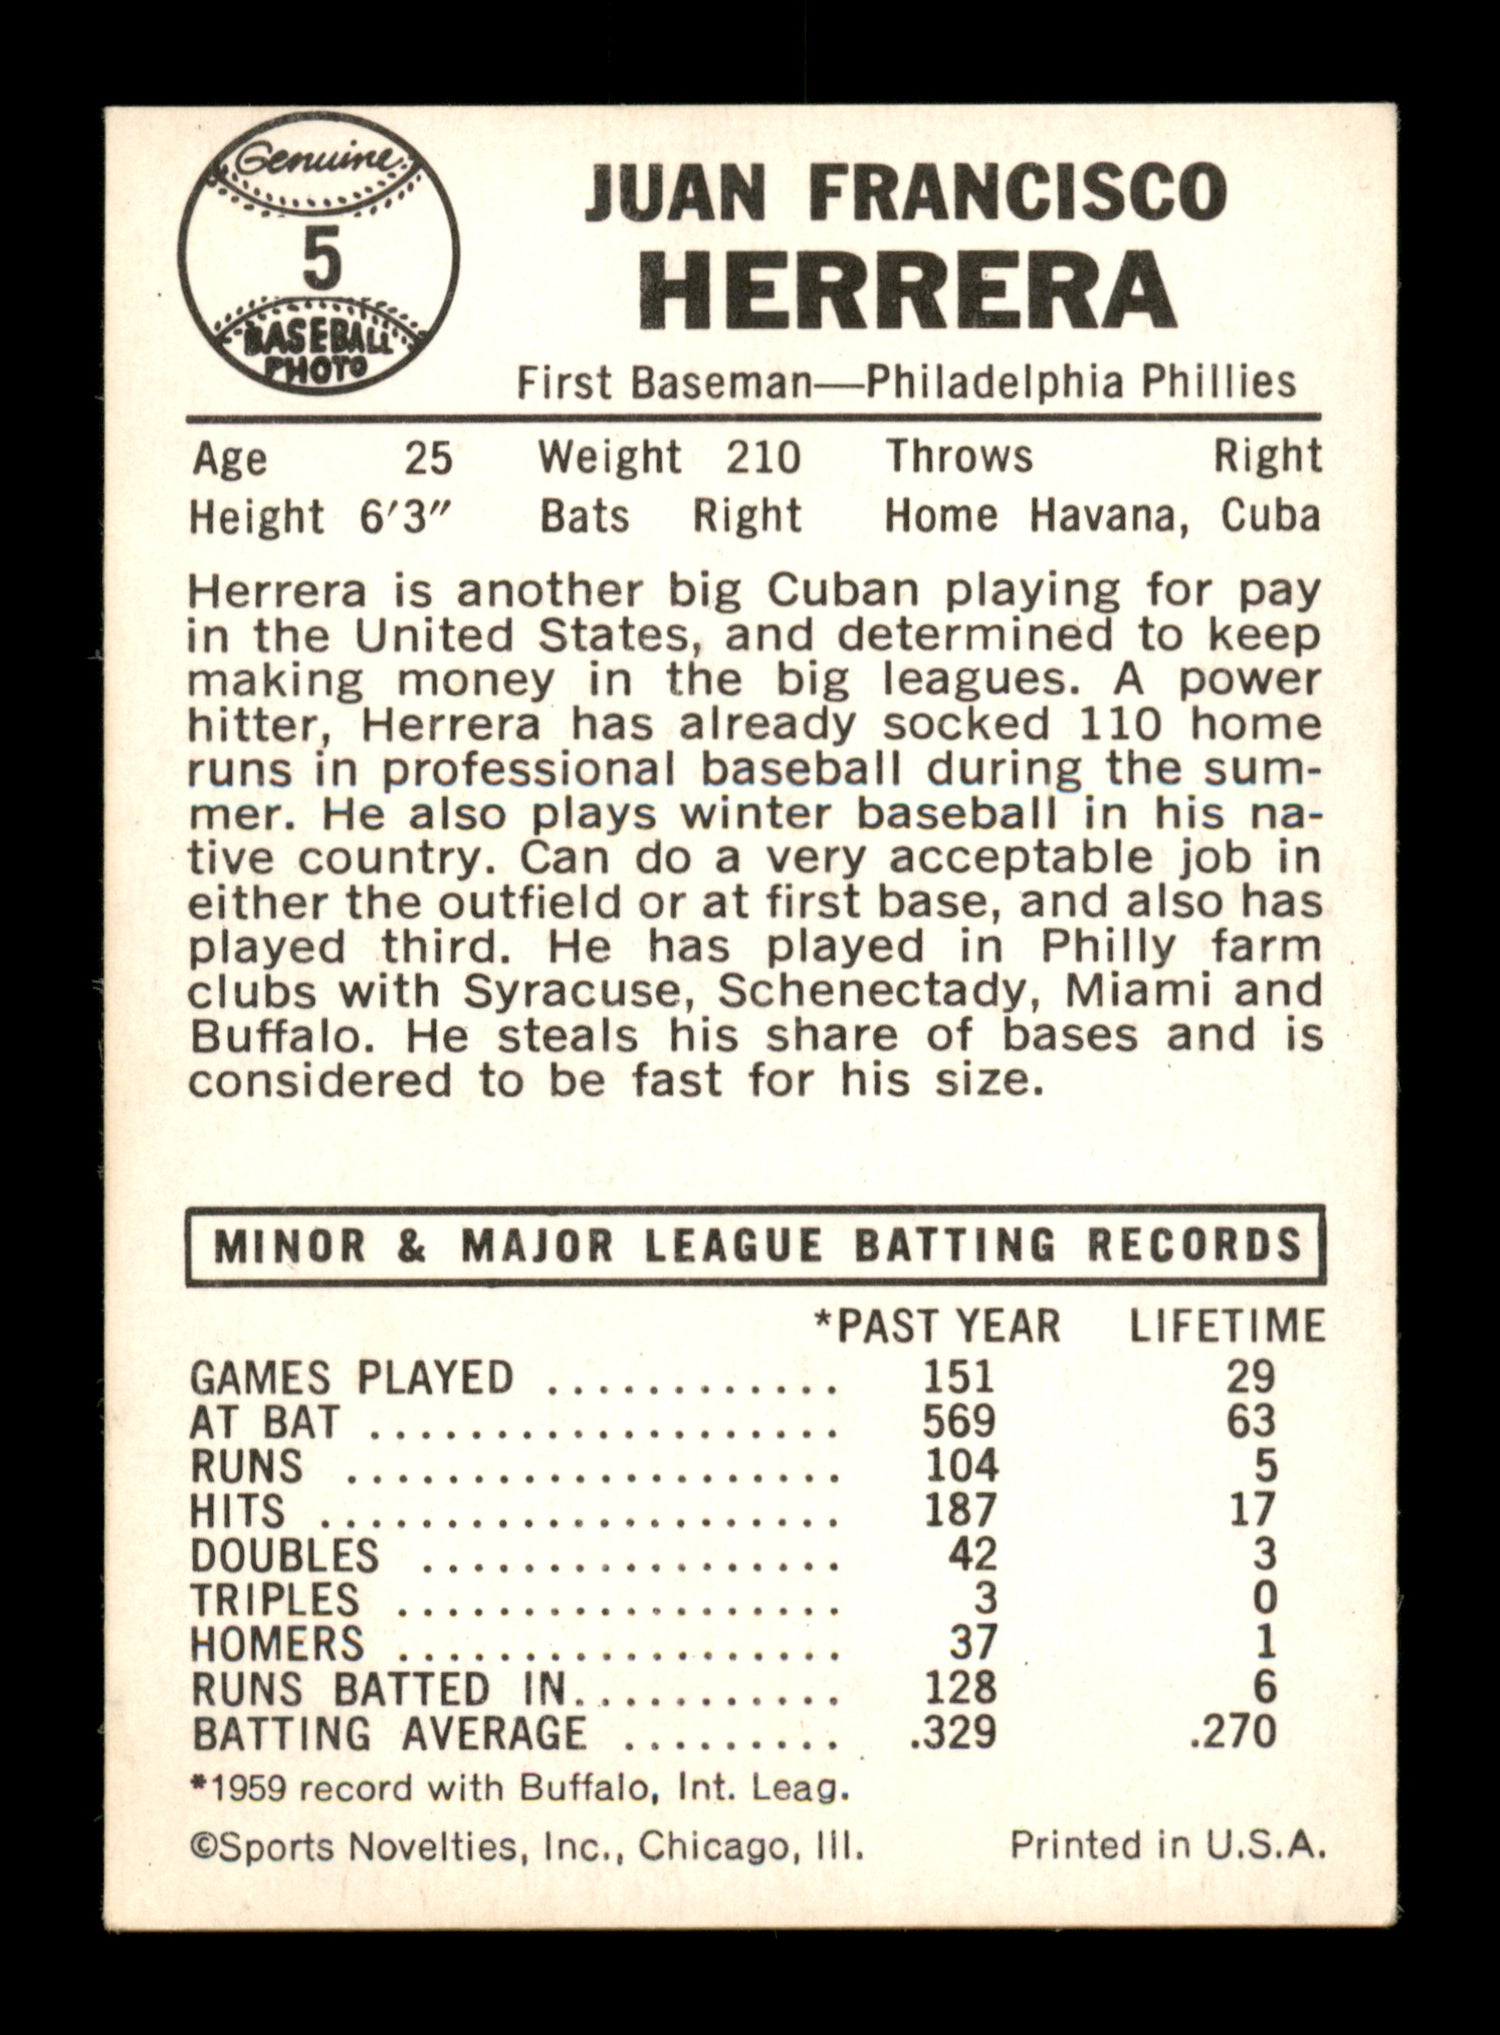 Genuine
5
BASEBALL
PHOTO
JUAN FRANCISCO
HERRERA
First Baseman—Philadelphia Phillies
Age 25 Weight 210 Throws Right
Height 6'3" Bats Right Home Havana, Cuba
Herrera is another big Cuban playing for pay
in the United States, and determined to keep
making money in the big leagues. A power
hitter, Herrera has already socked 110 home
runs in professional baseball during the sum-
mer. He also plays winter baseball in his na-
tive country. Can do a very acceptable job in
either the outfield or at first base, and also has
played third. He has played in Philly farm
clubs with Syracuse, Schenectady, Miami and
Buffalo. He steals his share of bases and is
considered to be fast for his size.
MINOR & MAJOR LEAGUE BATTING RECORDS
*PAST YEAR LIFETIME
GAMES PLAYED ............ 151 29
AT BAT ................... 569 63
RUNS .................... 104 5
HITS ..................... 187 17
DOUBLES ................. 42 3
TRIPLES .................. 3 0
HOMERS .................. 37 1
RUNS BATTED IN........... 128 6
BATTING AVERAGE ......... .329 .270
*1959 record with Buffalo, Int. Leag.
©Sports Novelties, Inc., Chicago, Ill. Printed in U.S.A.